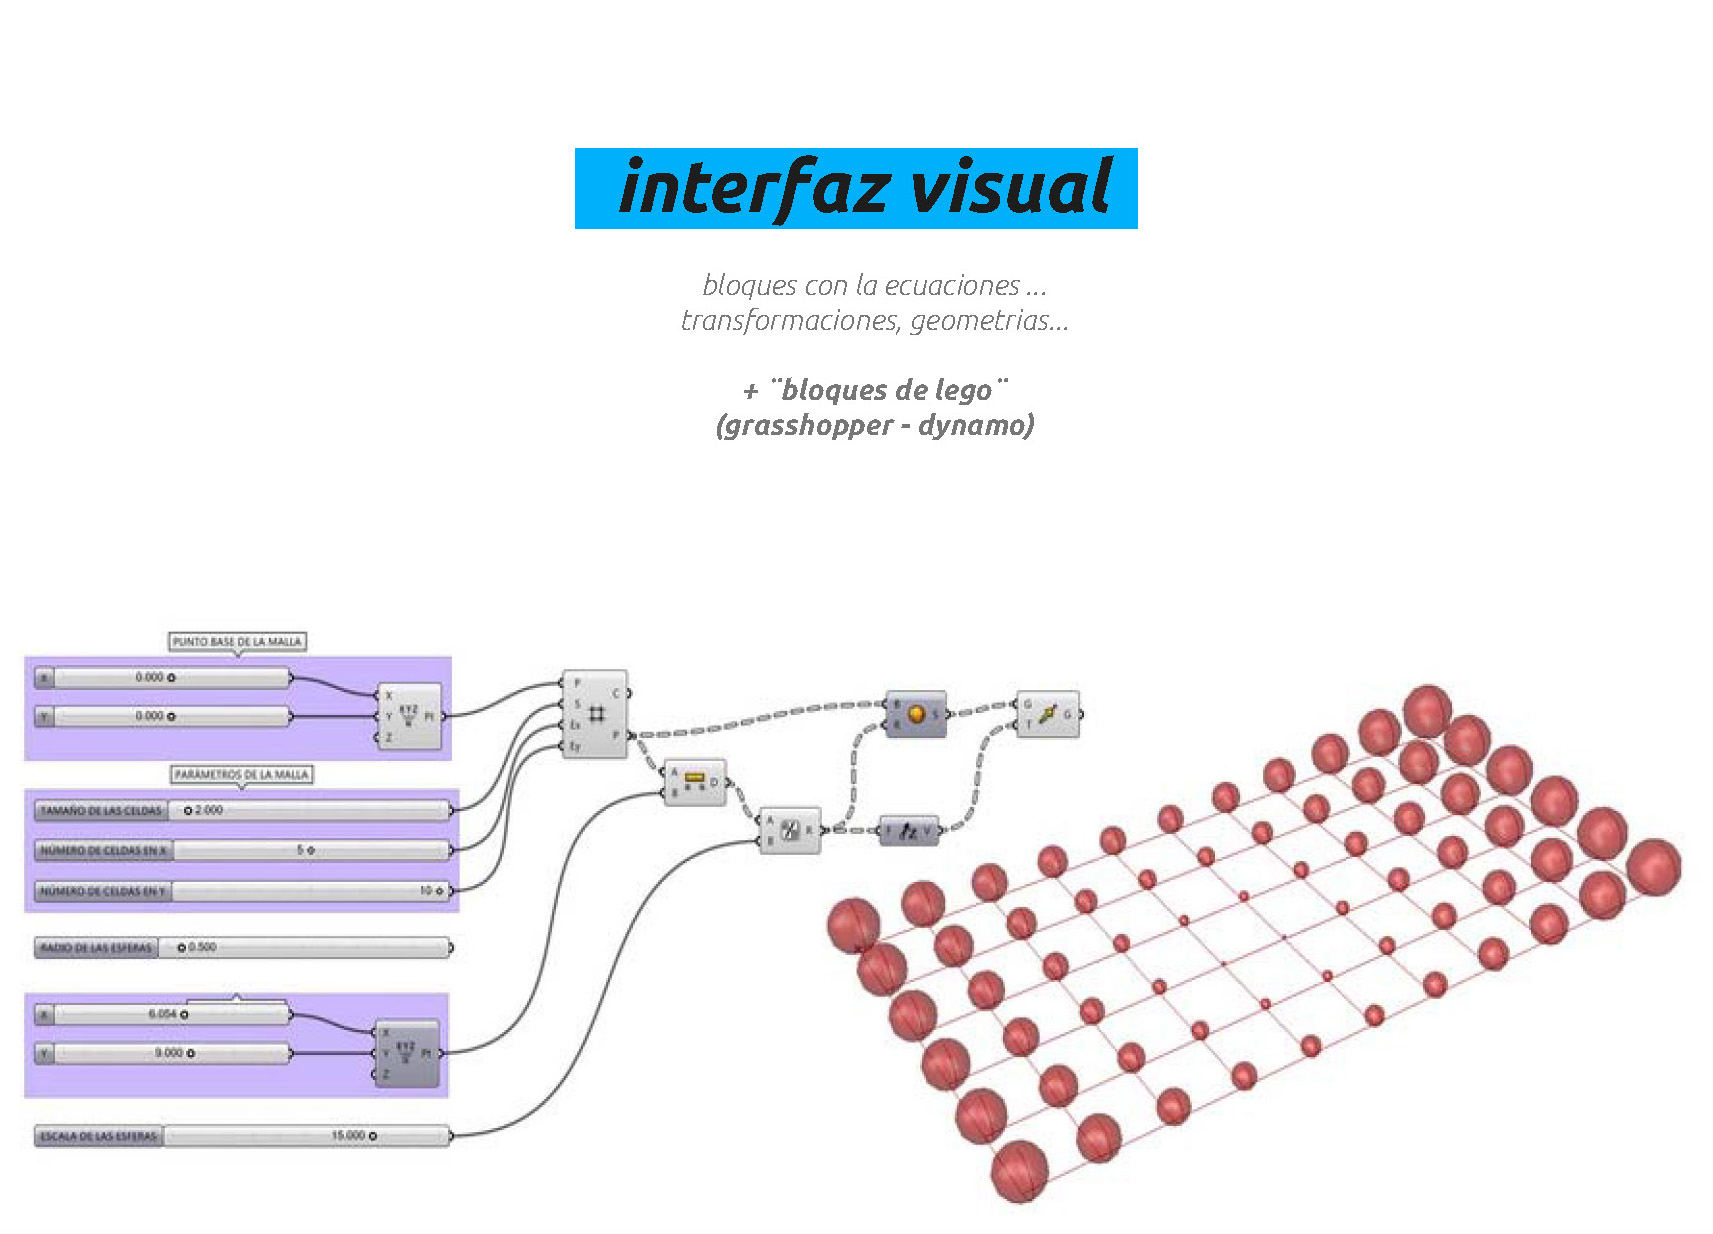 interfaz visual
bloques con la ecuaciones ...
transformaciones, geometrias...
+ ¨bloques de lego¨
(grasshopper - dynamo)
PUNTO BASE DE LA MALLA
X 0.000
Y 0.000
X
Y XYZ Pt
Z
PARÁMETROS DE LA MALLA
TAMAÑO DE LAS CELDAS 2.000
NÚMERO DE CELDAS EN X 5
NÚMERO DE CELDAS EN Y 10
RADIO DE LAS ESFERAS 0.500
X 6.054
Y 9.000
X
Y XYZ Pt
Z
ESCALA DE LAS ESFERAS 15.000
P C
S
Ex
Ey P
A D
B
A R
B
B S
R
F V
G G
T